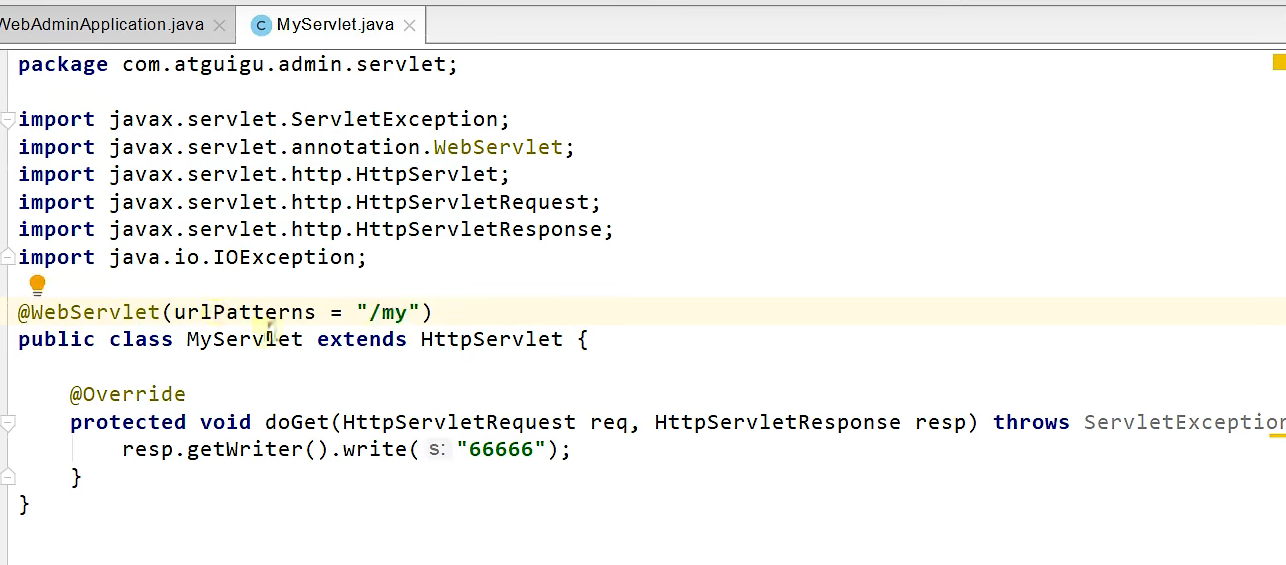 WebAdminApplication.java
MyServlet.java
package com.atguigu.admin.servlet;
import javax.servlet.ServletException;
import javax.servlet.annotation.WebServlet;
import javax.servlet.http.HttpServlet;
import javax.servlet.http.HttpServletRequest;
import javax.servlet.http.HttpServletResponse;
import java.io.IOException;
@WebServlet(urlPatterns = "/my")
public class MyServlet extends HttpServlet {
@Override
protected void doGet(HttpServletRequest req, HttpServletResponse resp) throws ServletException
resp.getWriter().write( s: "66666");
}
}